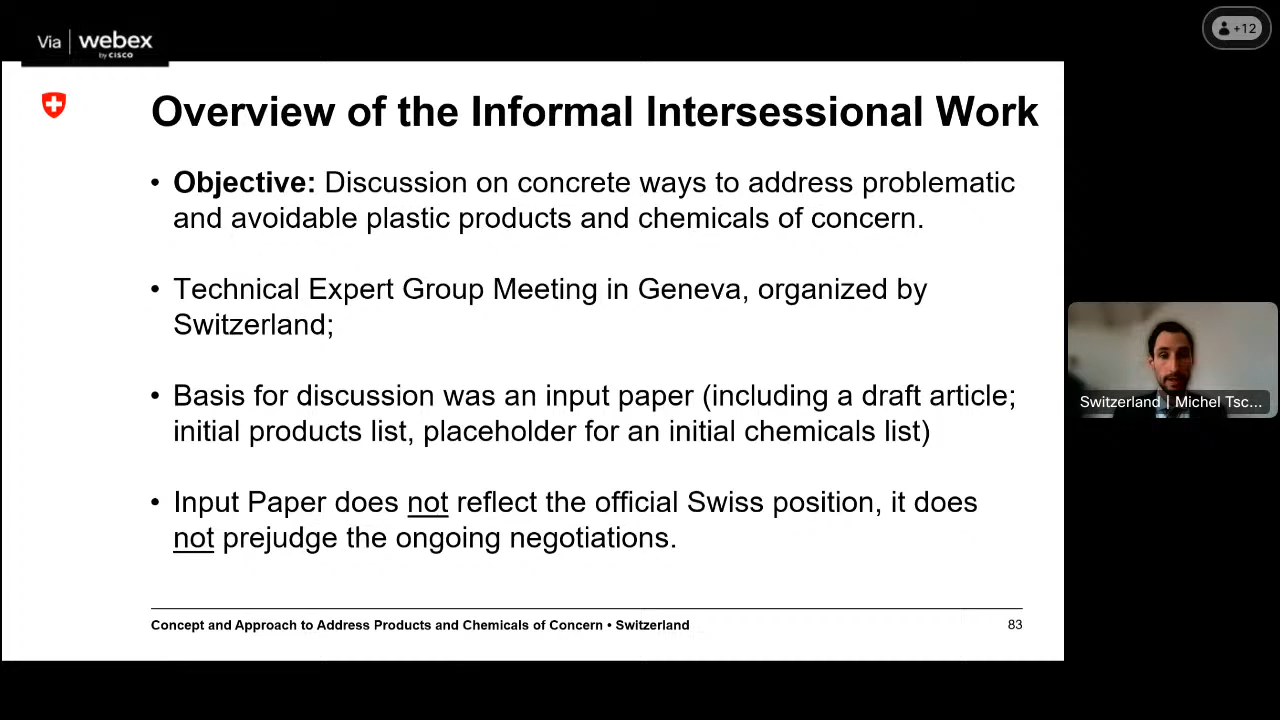 Via webex
by CISCO
+12
Overview of the Informal Intersessional Work
• Objective: Discussion on concrete ways to address problematic
and avoidable plastic products and chemicals of concern.
• Technical Expert Group Meeting in Geneva, organized by
Switzerland;
• Basis for discussion was an input paper (including a draft article;
initial products list, placeholder for an initial chemicals list)
• Input Paper does not reflect the official Swiss position, it does
not prejudge the ongoing negotiations.
Concept and Approach to Address Products and Chemicals of Concern • Switzerland 83
Switzerland | Michel Tsc...